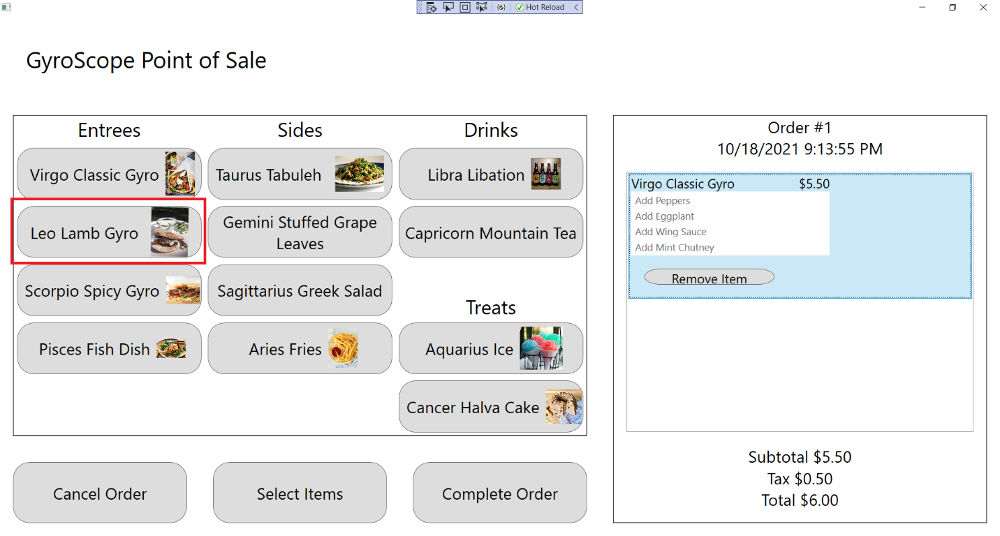 Hot Reload
GyroScope Point of Sale
Entrees
Virgo Classic Gyro
Leo Lamb Gyro
Scorpio Spicy Gyro
Pisces Fish Dish
Sides
Taurus Tabuleh
Gemini Stuffed Grape
Leaves
Sagittarius Greek Salad
Aries Fries
Drinks
Libra Libation
Capricorn Mountain Tea
Treats
Aquarius Ice
Cancer Halva Cake
Cancel Order
Select Items
Complete Order
Order #1
10/18/2021 9:13:55 PM
Virgo Classic Gyro $5.50
Add Peppers
Add Eggplant
Add Wing Sauce
Add Mint Chutney
Remove Item
Subtotal $5.50
Tax $0.50
Total $6.00